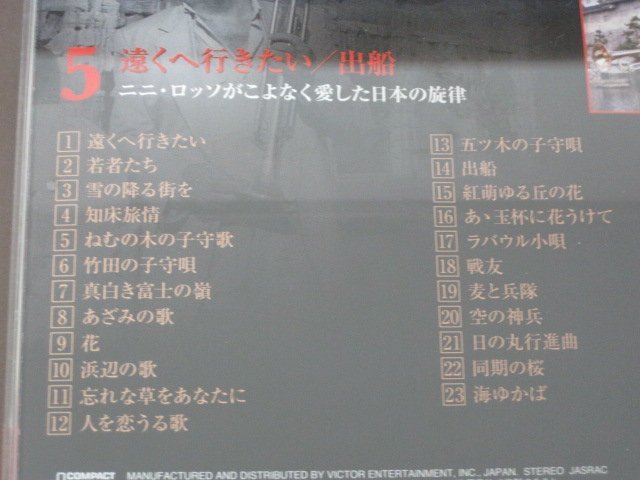 5 遠くへ行きたい／出船
ニニ・ロッソがこよなく愛した日本の旋律
1 遠くへ行きたい
2 若者たち
3 雪の降る街を
4 知床旅情
5 ねむの木の子守歌
6 竹田の子守唄
7 真白き富士の嶺
8 あざみの歌
9 花
10 浜辺の歌
11 忘れな草をあなたに
12 人を恋うる歌
13 五ツ木の子守唄
14 出船
15 紅萌ゆる丘の花
16 あゝ玉杯に花うけて
17 ラバウル小唄
18 戦友
19 麦と兵隊
20 空の神兵
21 日の丸行進曲
22 同期の桜
23 海ゆかば
COMPACT MANUFACTURED AND DISTRIBUTED BY VICTOR ENTERTAINMENT, INC., JAPAN. STEREO JASRAC